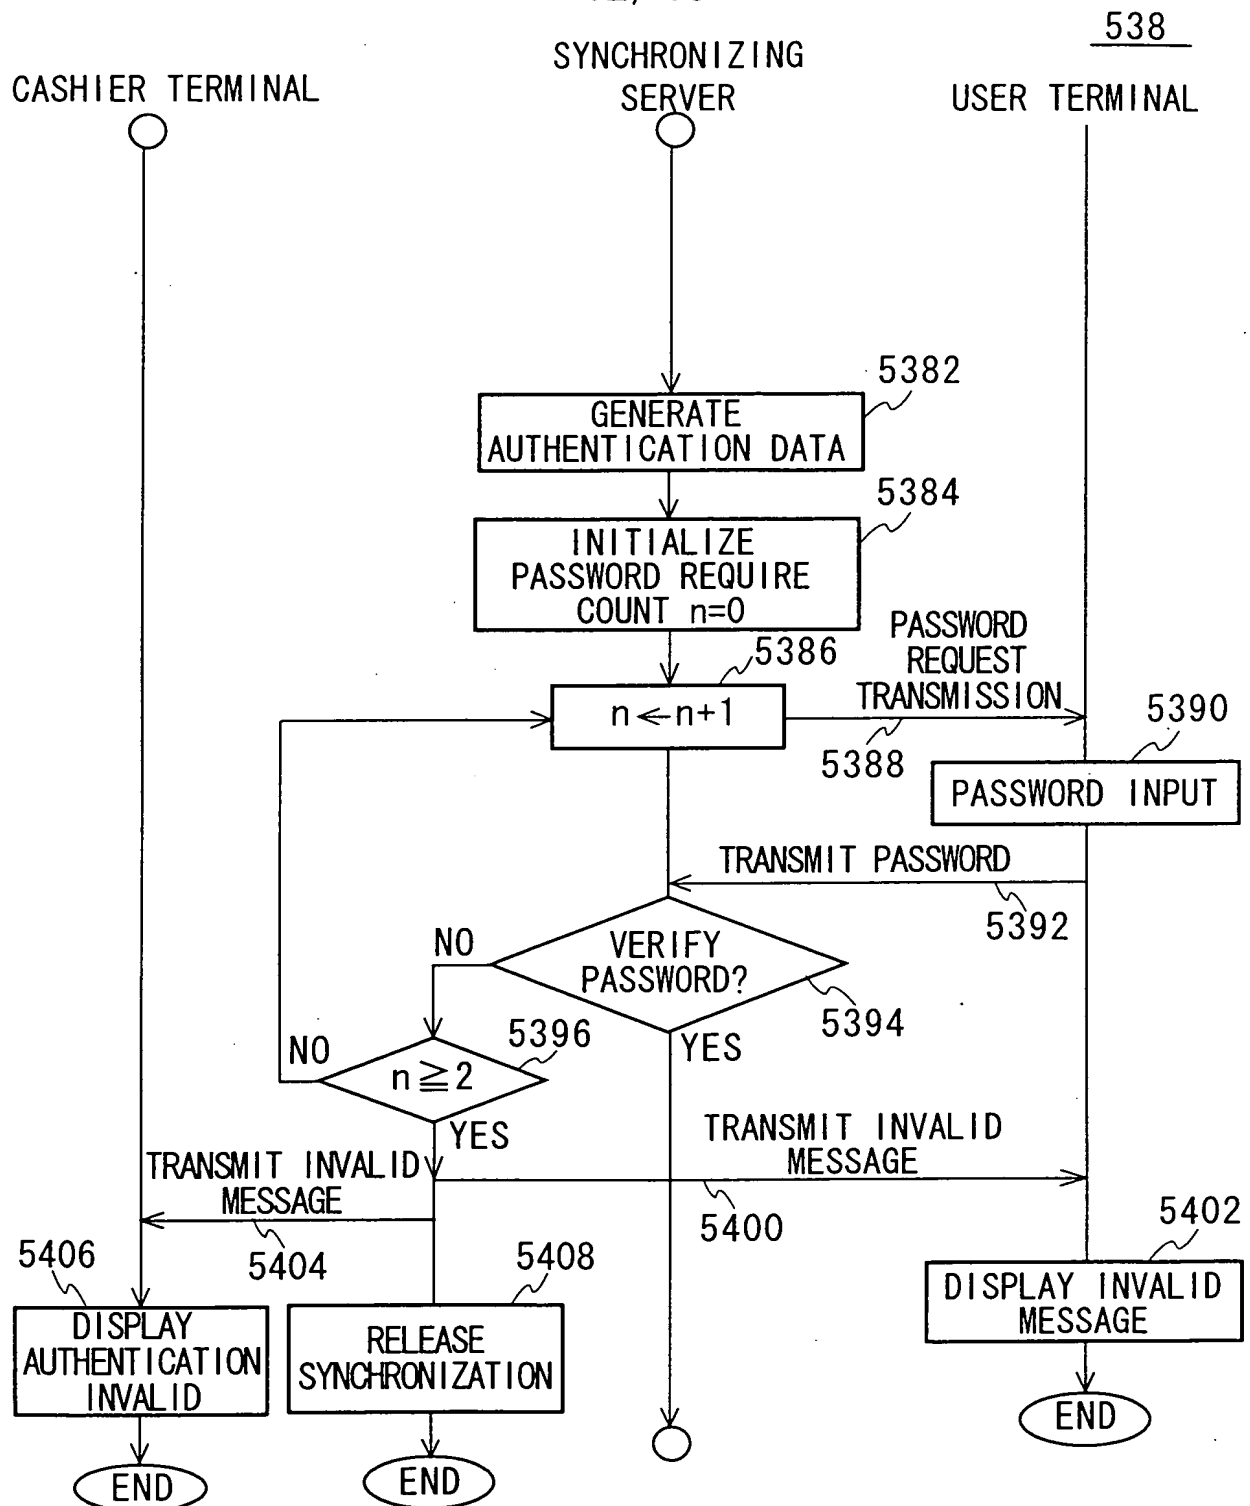 538
CASHIER TERMINAL
SYNCHRONIZING
SERVER
USER TERMINAL
5382
GENERATE
AUTHENTICATION DATA
5384
INITIALIZE
PASSWORD REQUIRE
COUNT n=0
5386
n←n+1
PASSWORD
REQUEST
TRANSMISSION
5388
5390
PASSWORD INPUT
TRANSMIT PASSWORD
5392
VERIFY
PASSWORD?
5394
NO
YES
5396
n≧2
NO
YES
TRANSMIT INVALID
MESSAGE
5400
TRANSMIT INVALID
MESSAGE
5404
5402
DISPLAY INVALID
MESSAGE
END
5406
DISPLAY
AUTHENTICATION
INVALID
END
5408
RELEASE
SYNCHRONIZATION
END